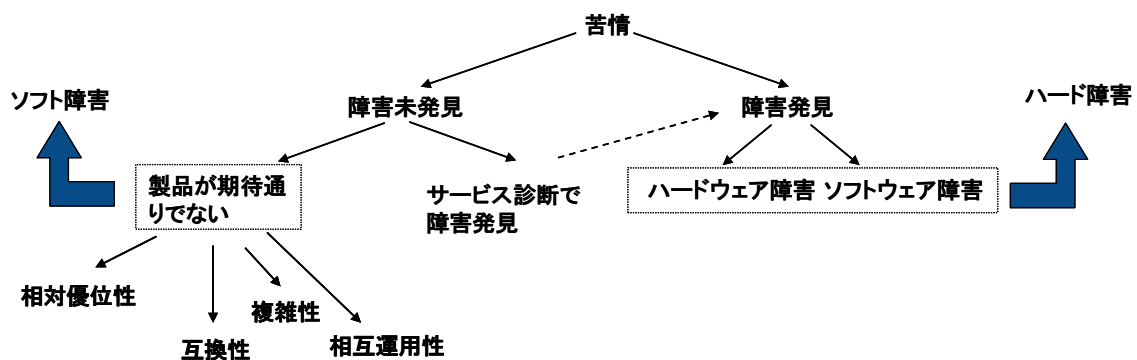 苦情
ソフト障害
障害未発見
障害発見
ハード障害
製品が期待通
りでない
サービス診断で
障害発見
ハードウェア障害 ソフトウェア障害
相対優位性
複雑性
互換性
相互運用性